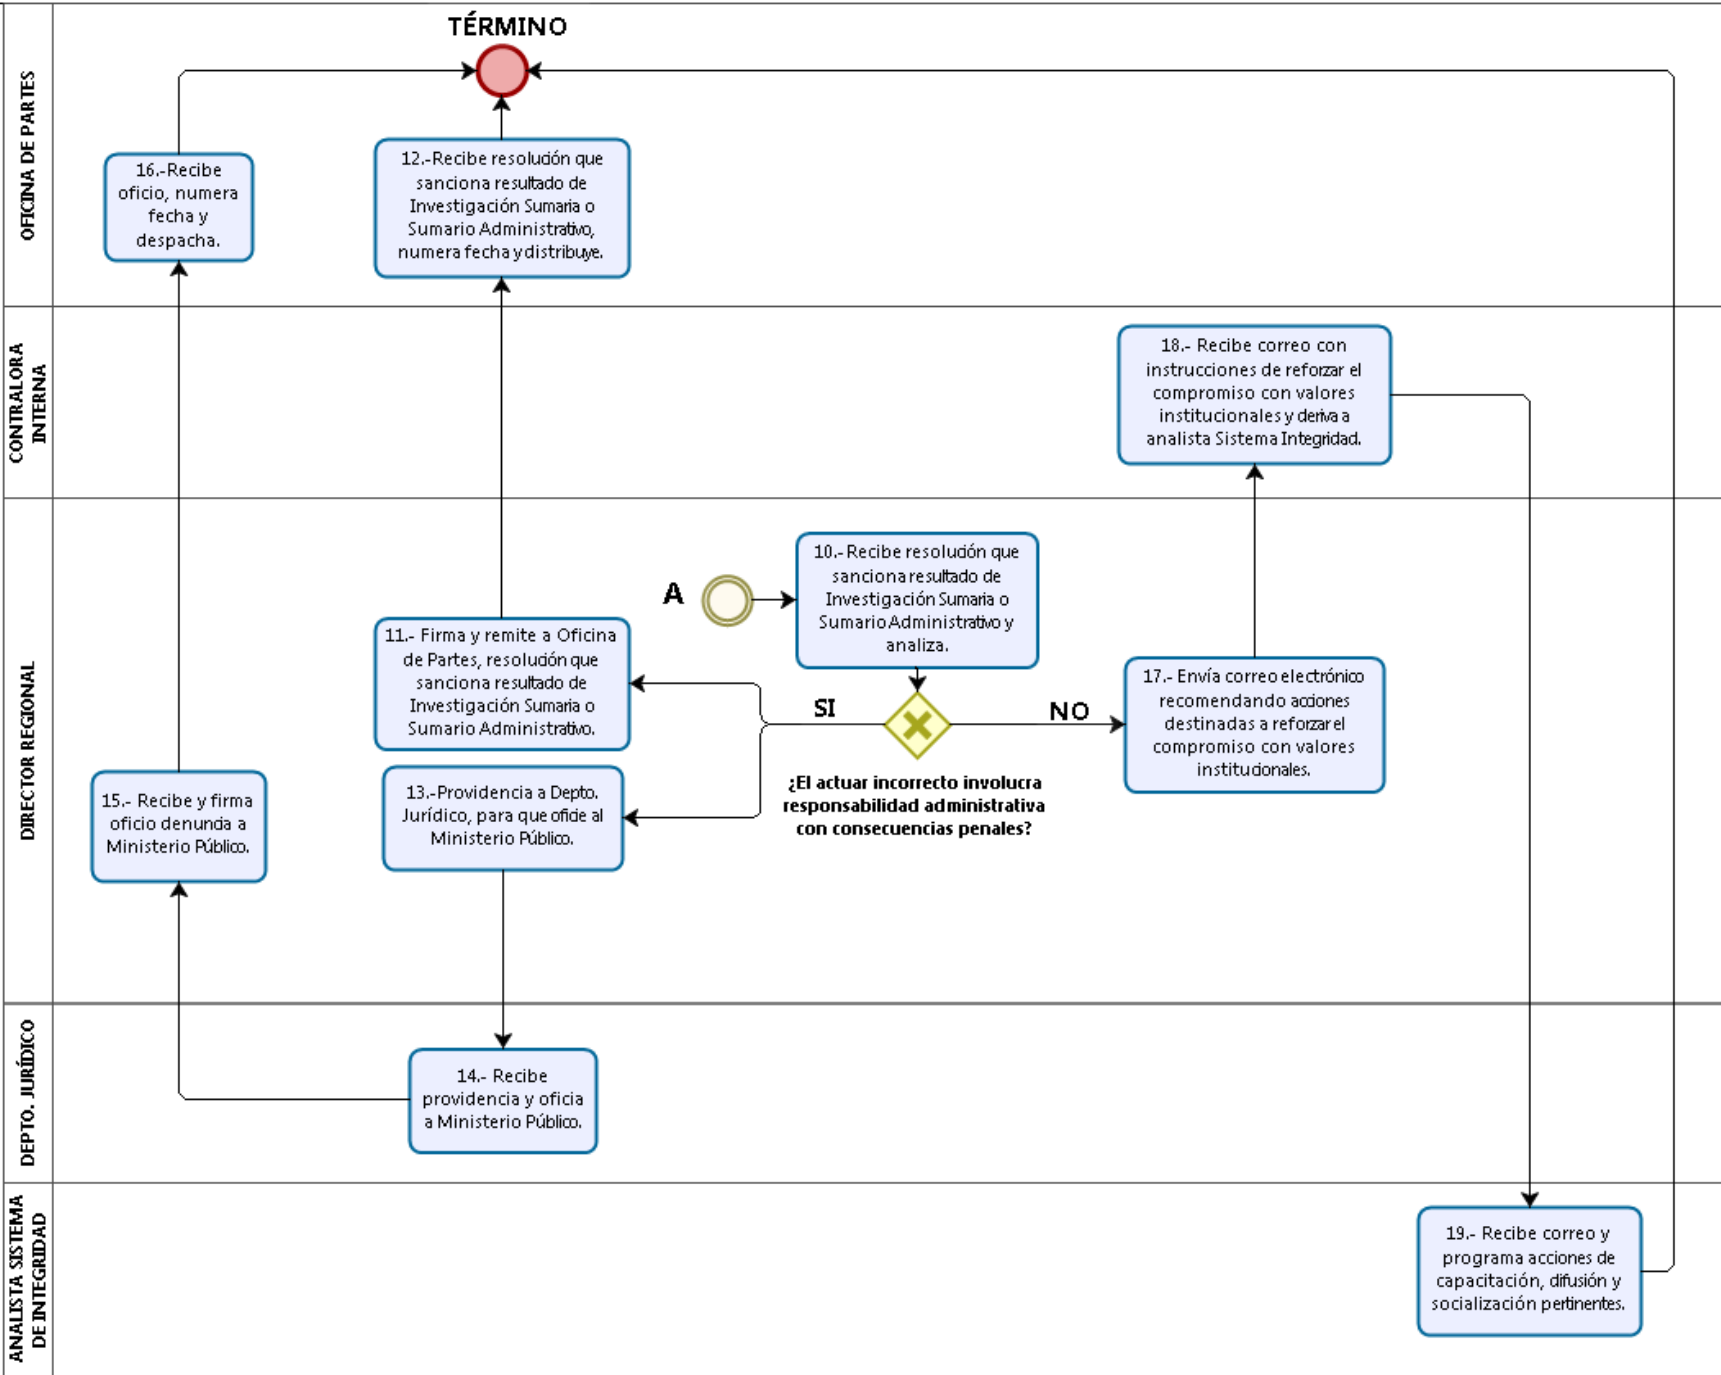 TÉRMINO
OFICINA DE PARTES
16.-Recibe
oficio, numera
fecha y
despacha.
12.-Recibe resolución que
sanciona resultado de
Investigación Sumaria o
Sumario Administrativo,
numera fecha y distribuye.
CONTRALORA
INTERNA
18.- Recibe correo con
instrucciones de reforzar el
compromiso con valores
institucionales y deriva a
analista Sistema Integridad.
DIRECTOR REGIONAL
A
10.- Recibe resolución que
sanciona resultado de
Investigación Sumaria o
Sumario Administrativo y
analiza.
11.- Firma y remite a Oficina
de Partes, resolución que
sanciona resultado de
Investigación Sumaria o
Sumario Administrativo.
SI
NO
17.- Envía correo electrónico
recomendando acciones
destinadas a reforzar el
compromiso con valores
institucionales.
¿El actuar incorrecto involucra
responsabilidad administrativa
con consecuencias penales?
13.-Providencia a Depto.
Jurídico, para que oficie al
Ministerio Público.
15.- Recibe y firma
oficio denuncia a
Ministerio Público.
DEPTO. JURÍDICO
14.- Recibe
providencia y oficia
a Ministerio Público.
ANALISTA SISTEMA
DE INTEGRIDAD
19.- Recibe correo y
programa acciones de
capacitación, difusión y
socialización pertinentes.